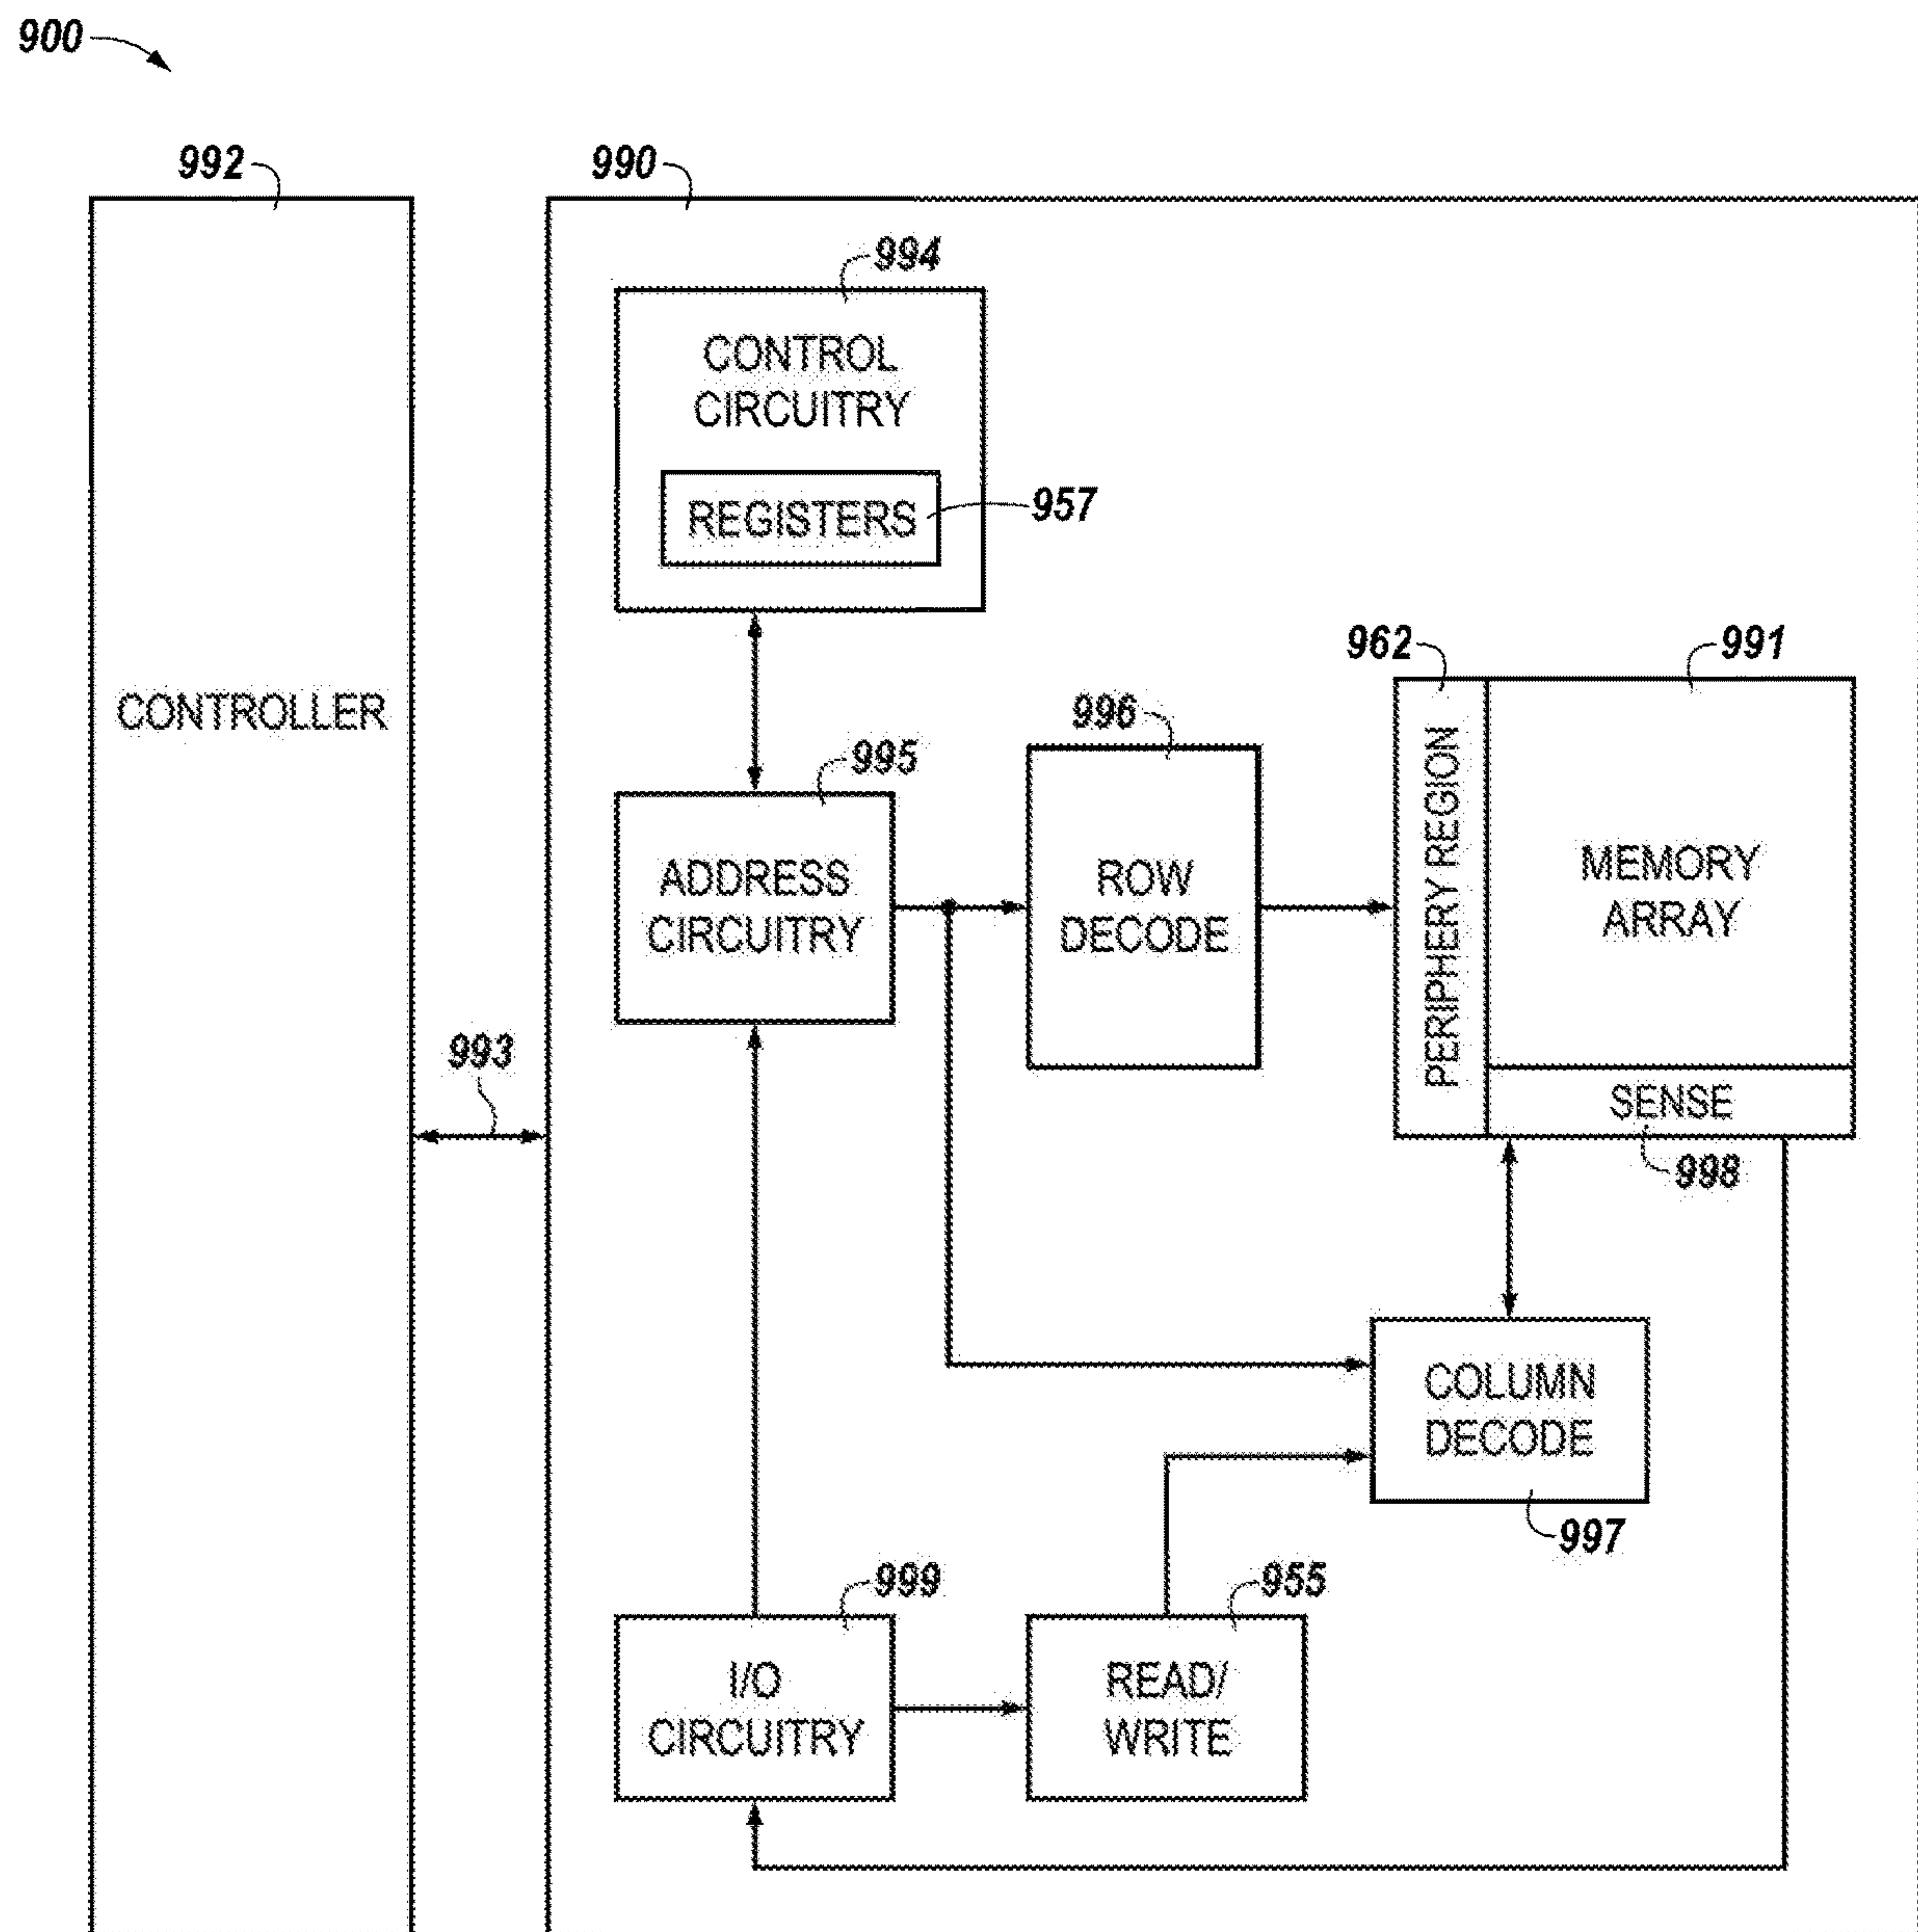 900
992
990
994
CONTROL
CIRCUITRY
REGISTERS
957
CONTROLLER
962
991
996
995
PERIPHERY REGION
MEMORY
ARRAY
ADDRESS
CIRCUITRY
ROW
DECODE
993
SENSE
998
COLUMN
DECODE
997
999
955
I/O
CIRCUITRY
READ/
WRITE